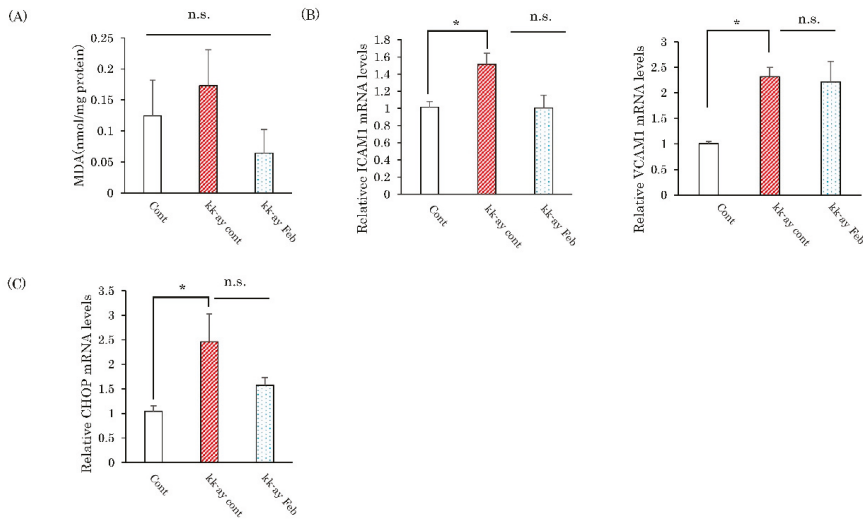 (A)
n.s.
MDA(nmol/mg protein)
0.25
0.2
0.15
0.1
0.05
0
Cont
kk-ay cont
kk-ay Feb
(B)
*
n.s.
Relativec ICAM1 mRNA levels
1.8
1.6
1.4
1.2
1
0.8
0.6
0.4
0.2
0
Cont
kk-ay cont
kk-ay Feb
*
n.s.
Relative VCAM1 mRNA levels
3
2.5
2
1.5
1
0.5
0
Cont
kk-ay cont
kk-ay Feb
(C)
*
n.s.
Relative CHOP mRNA levels
3.5
3
2.5
2
1.5
1
0.5
0
Cont
kk-ay cont
kk-ay Feb